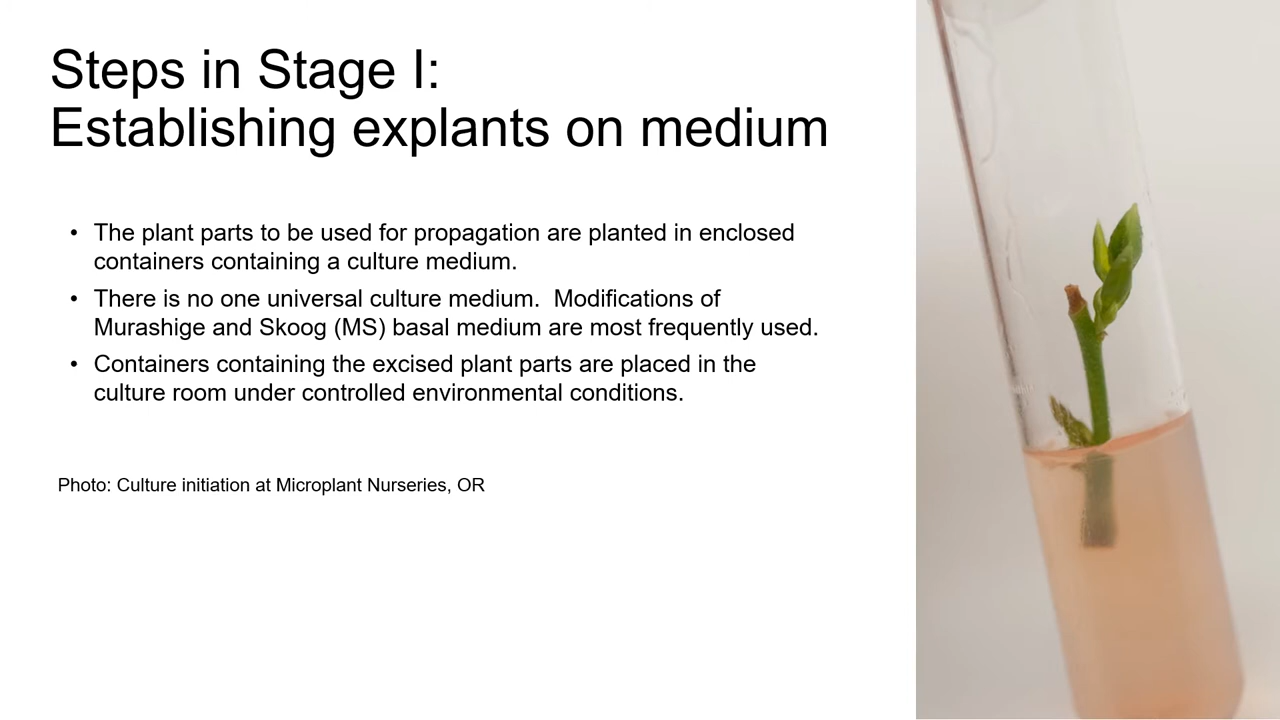 Steps in Stage I:
Establishing explants on medium
• The plant parts to be used for propagation are planted in enclosed
containers containing a culture medium.
• There is no one universal culture medium.  Modifications of
Murashige and Skoog (MS) basal medium are most frequently used.
• Containers containing the excised plant parts are placed in the
culture room under controlled environmental conditions.
Photo: Culture initiation at Microplant Nurseries, OR